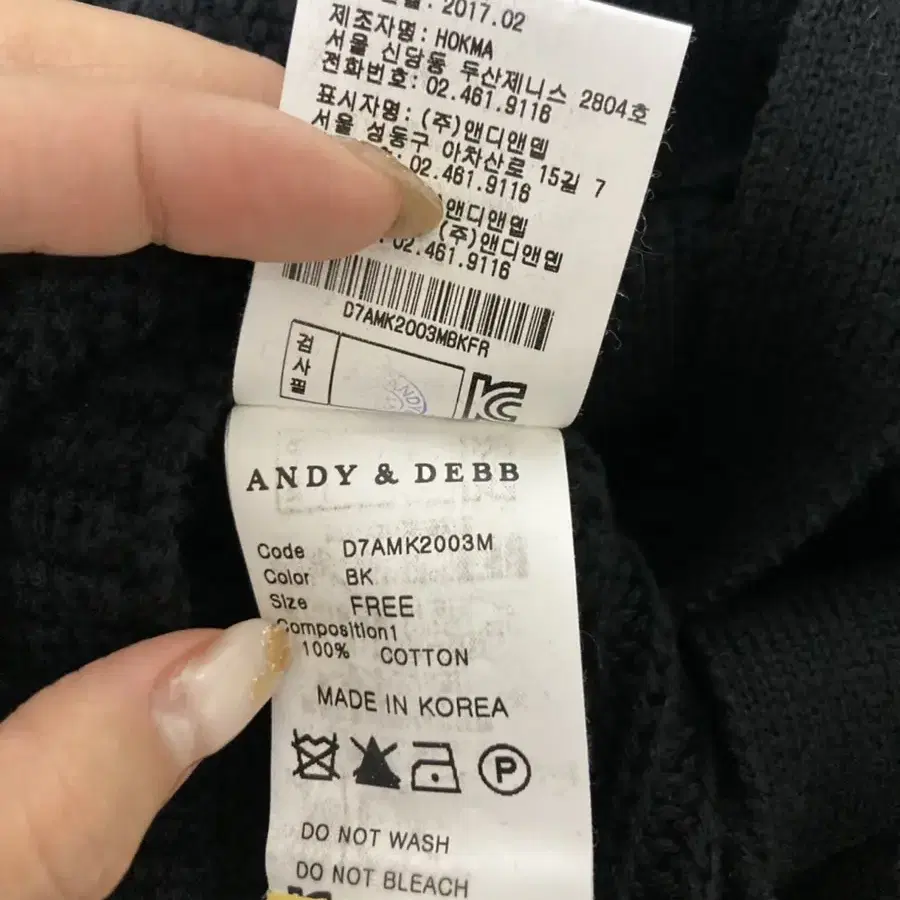 2017.02
제조자명: HOKMA
서울 신당동 두산제니스 2804호
전화번호: 02.461.9116
표시자명: (주)앤디앤뎁
서울 성동구 아차산로 15길 7
02.461.9116
앤디앤뎁
(주)앤디앤뎁
02.461.9116
D7AMK2003MBKFR
검사필
ANDY
ANDY & DEBB
Code D7AMK2003M
Color BK
Size FREE
Composition1
100% COTTON
MADE IN KOREA
P
DO NOT WASH
DO NOT BLEACH